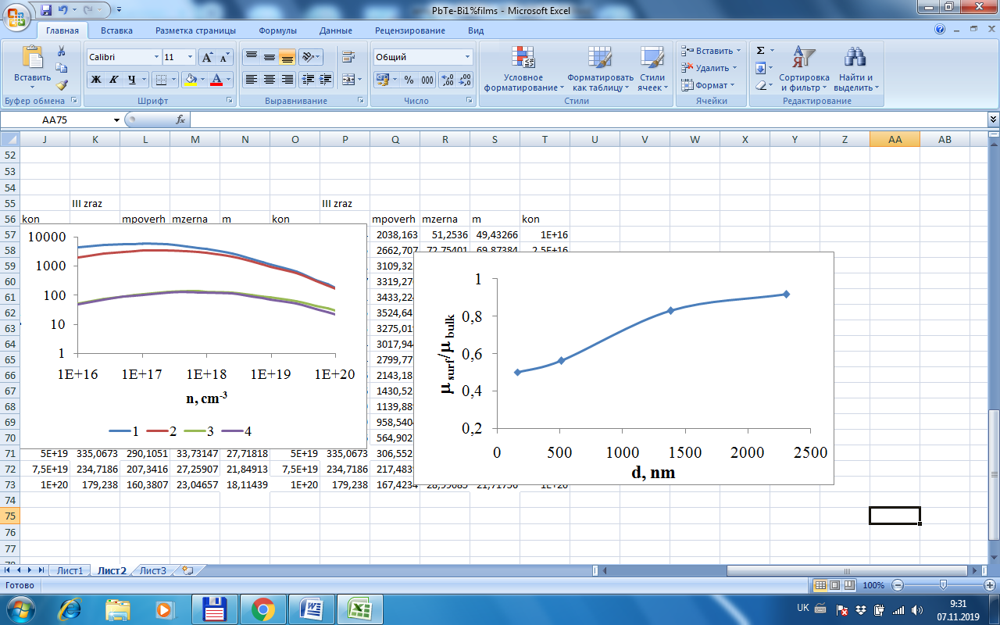 PbTe-Bi1%films - Microsoft Excel
Главная Вставка Разметка страницы Формулы Данные Рецензирование Вид
Вставить
Буфер обмена
Calibri 11
Ж К Ч
Шрифт
Выравнивание
Общий
% 000
Число
Условное форматирование
Форматировать как таблицу
Стили ячеек
Стили
Вставить
Удалить
Формат
Ячейки
Σ
Сортировка и фильтр
Найти и выделить
Редактирование
AA75 fx
J K L M N O P Q R S T U V W X Y Z AA AB
52
53
54
55 III zraz III zraz
56 kon mpoverh mzerna m kon mpoverh mzerna m kon
57 2038,163 51,2536 49,43266 1E+16
58 2662,707 72,75401 69,87384 2,5E+16
59 3109,32
60 3319,27
61 3433,22
62 3524,64
63 3275,01
64 3017,94
65 2799,77
66 2143,18
67 1430,52
68 1139,88
69 958,540
70 564,902
71 5E+19 335,0673 290,1051 33,73147 27,71818 5E+19 335,0673 306,552
72 7,5E+19 234,7186 207,3416 27,25907 21,84913 7,5E+19 234,7186 217,483
73 1E+20 179,238 160,3807 23,04657 18,11439 1E+20 179,238 167,4234 28,99685 21,71756 1E+20
74
75
76
77
10000
1000
100
10
1
1E+16 1E+17 1E+18 1E+19 1E+20
n, cm-3
1 2 3 4
1
0,8
0,6
0,4
0,2
μ surf/μ bulk
0 500 1000 1500 2000 2500
d, nm
Лист1 Лист2 Лист3
Готово 100%
UK 9:31
07.11.2019